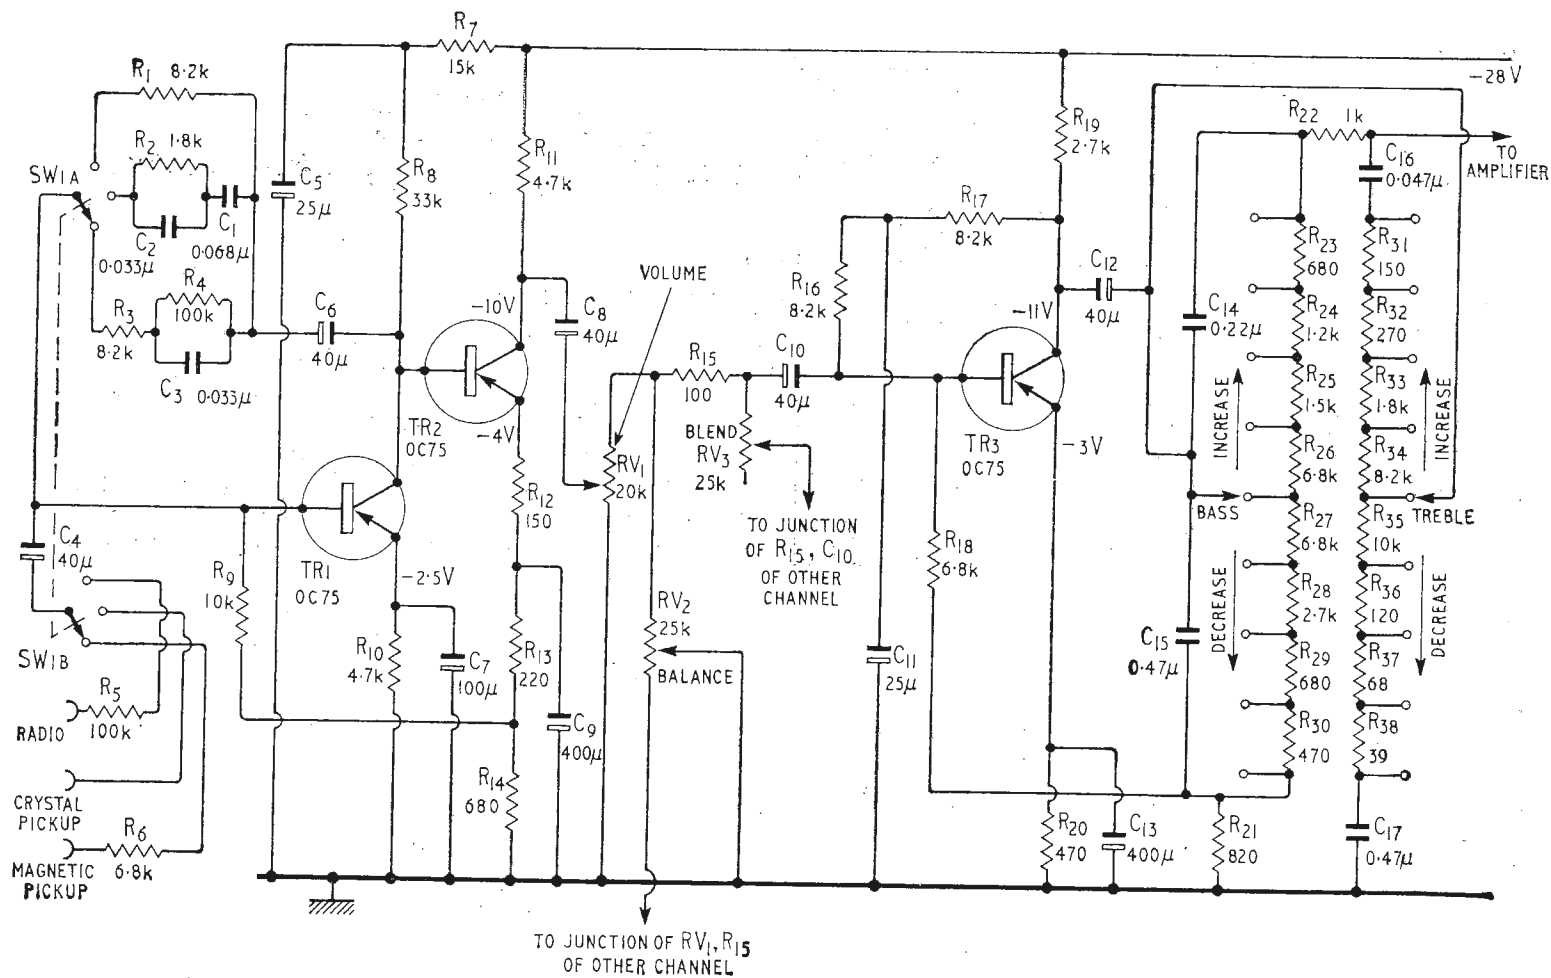 R7
15k
-28V
R1 8·2k
R2 1·8k
SW1A
C1
0·068μ
C2
0·033μ
R4
100k
R3
8·2k
C3 0·033μ
C5
25μ
R8
33k
R11
4·7k
C6
40μ
-10V
TR2
OC75
-4V
C8
40μ
VOLUME
RV1
20k
R12
150
TR1
OC75
-2·5V
C4
40μ
R9
10k
SW1B
R5
100k
RADIO
CRYSTAL
PICKUP
R6
6·8k
MAGNETIC
PICKUP
R10
4·7k
C7
100μ
R13
220
R14
680
C9
400μ
RV2
25k
BALANCE
TO JUNCTION OF RV1, R15
OF OTHER CHANNEL
R15
100
BLEND
RV3
25k
TO JUNCTION
OF R15, C10
OF OTHER
CHANNEL
C10
40μ
R16
8·2k
R17
8·2k
R19
2·7k
-11V
TR3
OC75
-3V
C12
40μ
R18
6·8k
C11
25μ
R20
470
C13
400μ
R21
820
C14
0·22μ
C15
0·47μ
BASS
TREBLE
INCREASE
DECREASE
INCREASE
DECREASE
R22 1k
TO
AMPLIFIER
C16
0·047μ
R23
680
R24
1·2k
R25
1·5k
R26
6·8k
R27
6·8k
R28
2·7k
R29
680
R30
470
R31
150
R32
270
R33
1·8k
R34
8·2k
R35
10k
R36
120
R37
68
R38
39
C17
0·47μ